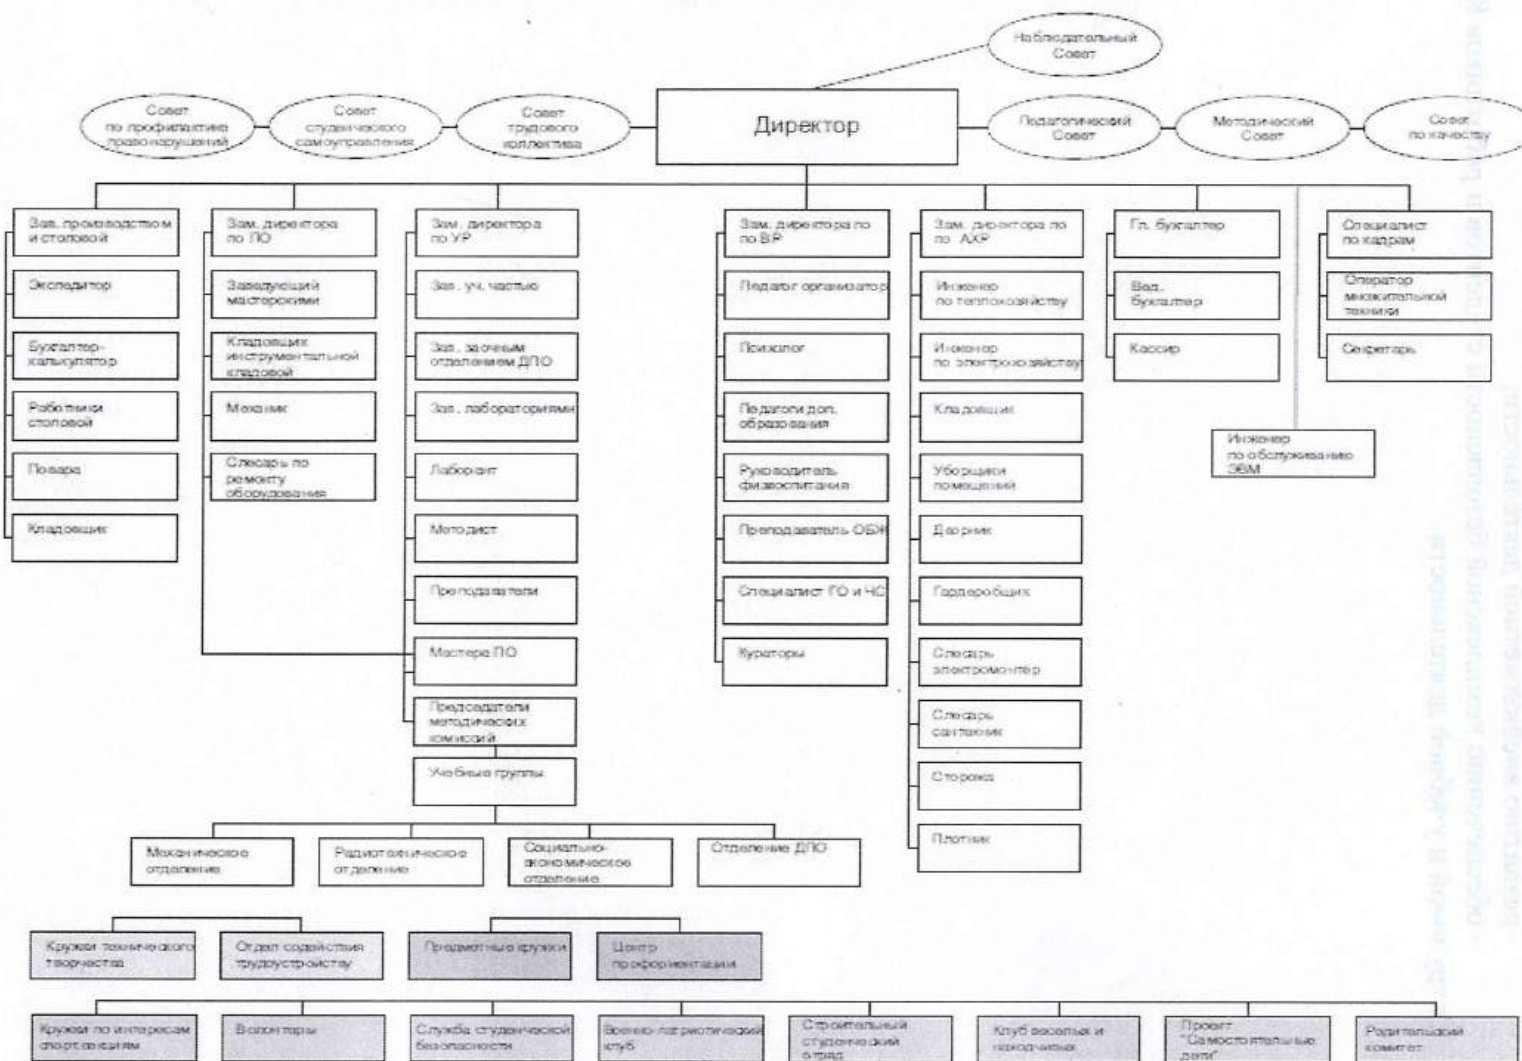 Наблюдательный
Совет
Совет
по профилактике
правонарушений
Совет
студенческого
самоуправления
Совет
трудового
коллектива
Директор
Педагогический
Совет
Методический
Совет
Совет
по качеству
Зав. производством
и столовой
Экспедитор
Бухгалтер-
калькулятор
Работники
столовой
Повара
Кладовщик
Зам. директора
по ПО
Заведующий
мастерскими
Кладовщик
инструментальной
кладовой
Механик
Слесарь по
ремонту
оборудования
Зам. директора
по УР
Зав. уч. частью
Зав. заочным
отделением ДПО
Зав. лабораториями
Лаборант
Методист
Преподаватели
Мастера ПО
Председатели
методических
комиссий
Учебные группы
Механическое
отделение
Радиотехническое
отделение
Социально-
экономическое
отделение
Отделение ДПО
Зам. директора по
по ВР
Педагог организатор
Психолог
Педагоги доп.
образования
Руководитель
физвоспитания
Преподаватель ОБЖ
Специалист ГО и ЧС
Кураторы
Зам. директора по
по АХР
Инженер
по теплохозяйству
Инженер
по электрохозяйству
Кладовщик
Уборщики
помещений
Дворник
Гардеробщик
Слесарь
электромонтер
Слесарь
сантехник
Сторожа
Плотник
Гл. бухгалтер
Вед.
бухгалтер
Кассир
Инженер
по обслуживанию
ЭВМ
Специалист
по кадрам
Оператор
множительной
техники
Секретарь
Кружки технического
творчества
Отдел содействия
трудоустройству
Предметные кружки
Центр
профориентации
Кружки по интересам
спорт.секциям
Волонтеры
Служба студенческой
безопасности
Военно-патриотический
клуб
Строительный
студенческий
отряд
Клуб веселых и
находчивых
Проект
"Самостоятельные
дети"
Родительский
комитет